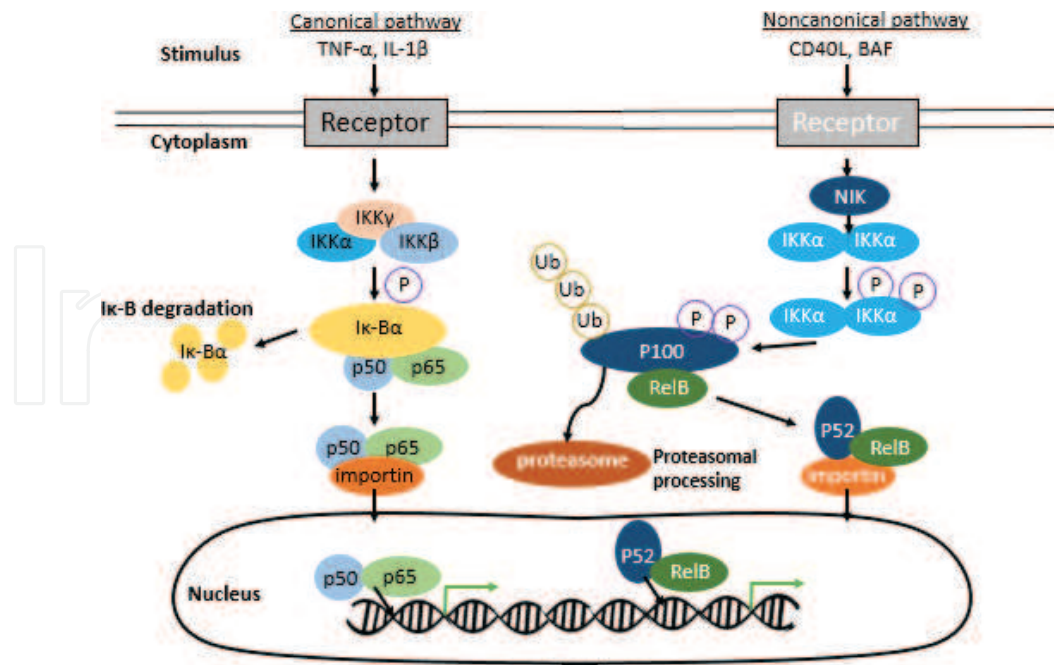 Canonical pathway
TNF-α, IL-1β
Noncanonical pathway
CD40L, BAF
Stimulus
Receptor
Receptor
Cytoplasm
NIK
IKKγ
IKKα
IKKβ
IKKα
IKKα
P
P
P
IKKα
IKKα
Ub
Ub
Ub
P
P
P100
RelB
Iκ-B degradation
Iκ-Bα
Iκ-Bα
p50
p65
p50
p65
importin
proteasome
Proteasomal
processing
P52
RelB
importin
Nucleus
p50
p65
P52
RelB